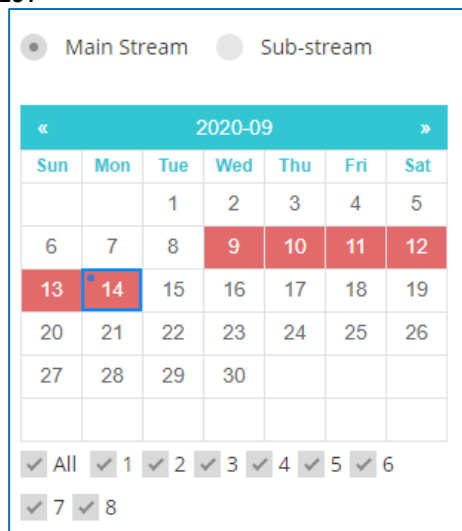 Main Stream Sub-stream
« 2020-09 »
Sun Mon Tue Wed Thu Fri Sat
1 2 3 4 5
6 7 8 9 10 11 12
13 14 15 16 17 18 19
20 21 22 23 24 25 26
27 28 29 30
All 1 2 3 4 5 6
7 8